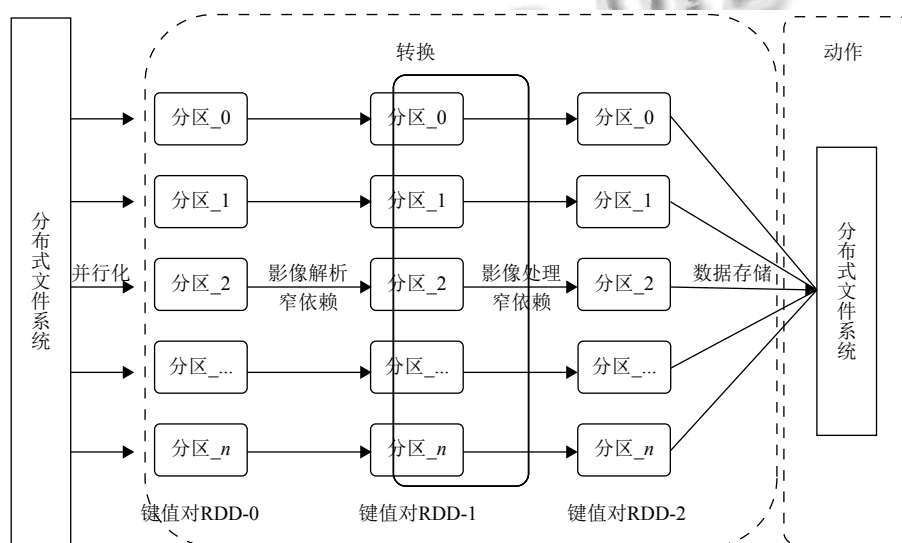 转换
动作
分区_0
分区_0
分区_0
分区_1
分区_1
分区_1
分布式文件系统
并行化
分区_2
影像解析
窄依赖
分区_2
影像处理
窄依赖
分区_2
数据存储
分布式文件系统
分区_...
分区_...
分区_...
分区_n
分区_n
分区_n
键值对RDD-0
键值对RDD-1
键值对RDD-2